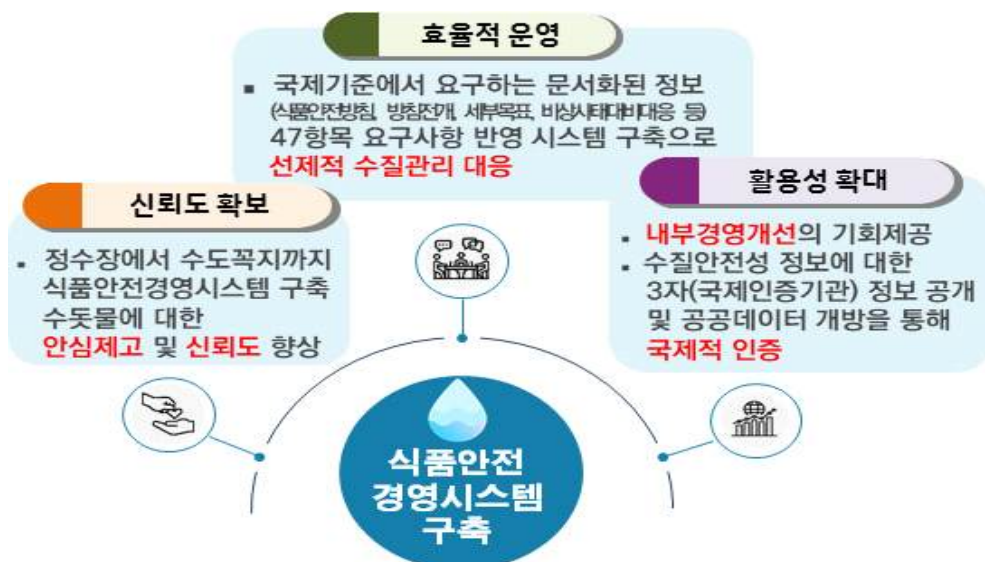 효율적 운영
▪ 국제기준에서 요구하는 문서화된 정보
(식품안전방침, 방침전개, 세부목표, 비상사태대비대응 등)
47항목 요구사항 반영 시스템 구축으로
선제적 수질관리 대응
신뢰도 확보
▪ 정수장에서 수도꼭지까지
식품안전경영시스템 구축
수돗물에 대한
안심제고 및 신뢰도 향상
활용성 확대
▪ 내부경영개선의 기회제공
▪ 수질안전성 정보에 대한
3자(국제인증기관) 정보 공개
및 공공데이터 개방을 통해
국제적 인증
식품안전
경영시스템
구축